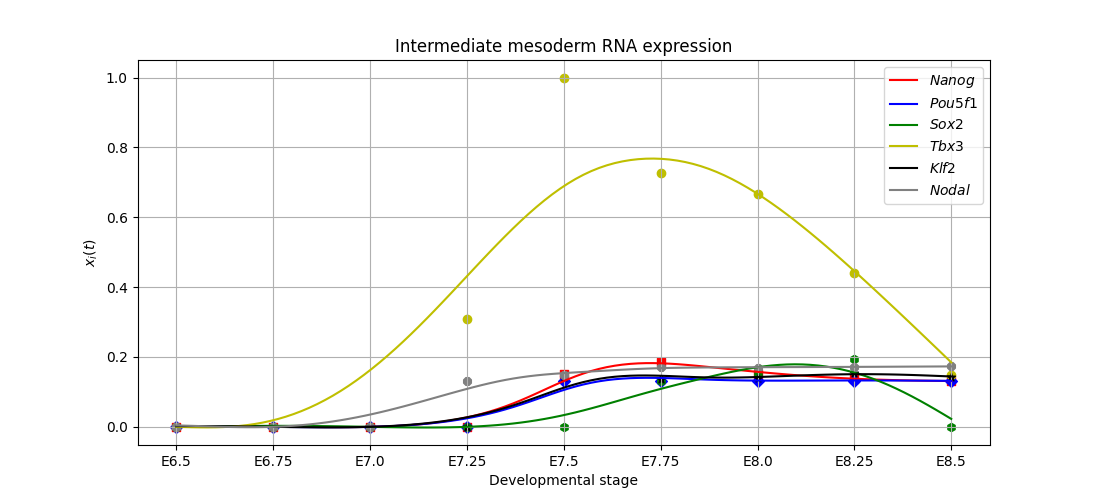 Intermediate mesoderm RNA expression
1.0
0.8
0.6
0.4
0.2
0.0
x_i(t)
Nanog
Pou5f1
Sox2
Tbx3
Klf2
Nodal
E6.5 E6.75 E7.0 E7.25 E7.5 E7.75 E8.0 E8.25 E8.5
Developmental stage